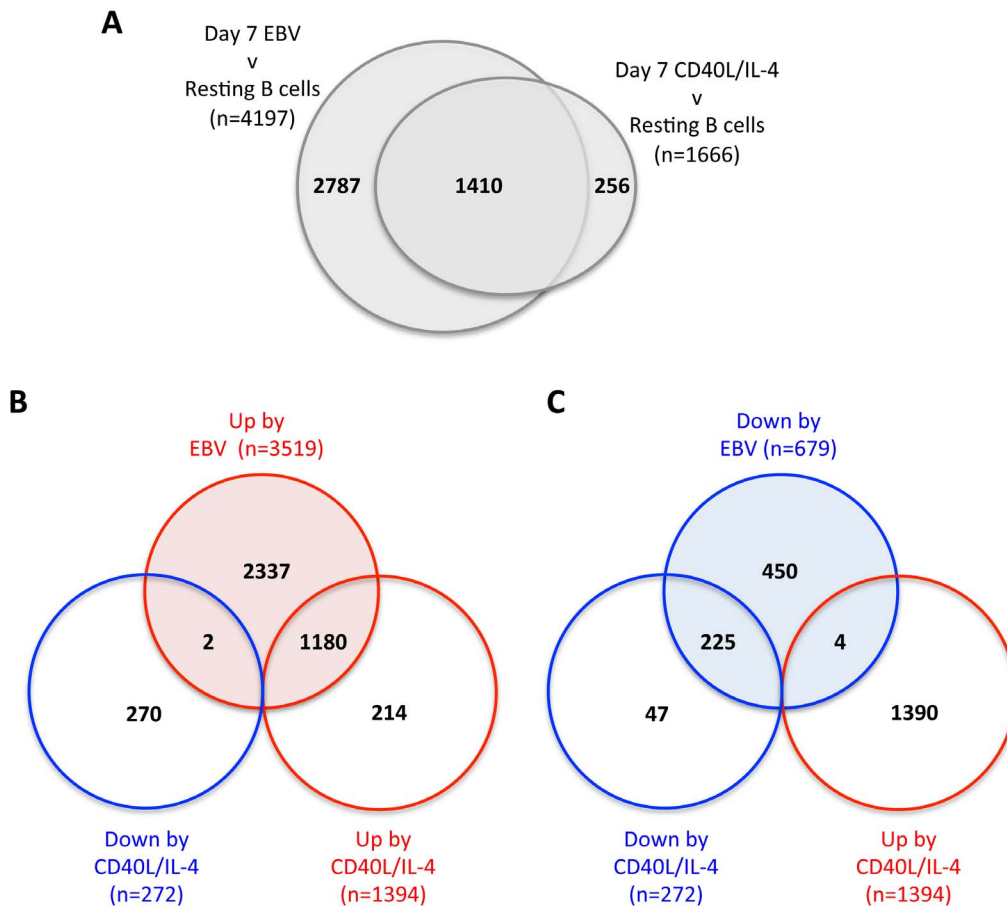 A
Day 7 EBV
v
Resting B cells
(n=4197)
Day 7 CD40L/IL-4
v
Resting B cells
(n=1666)
2787
1410
256
B
Up by
EBV (n=3519)
2337
2
1180
270
214
Down by
CD40L/IL-4
(n=272)
Up by
CD40L/IL-4
(n=1394)
C
Down by
EBV (n=679)
450
225
4
47
1390
Down by
CD40L/IL-4
(n=272)
Up by
CD40L/IL-4
(n=1394)